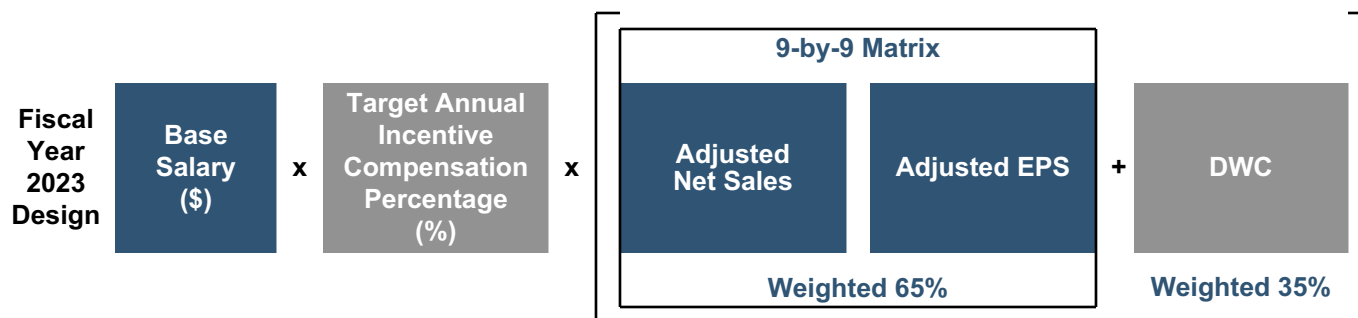 9-by-9 Matrix
Fiscal
Year
2023
Design
Base
Salary
($)
x
Target Annual
Incentive
Compensation
Percentage
(%)
x
Adjusted
Net Sales
Adjusted EPS
+
DWC
Weighted 65%
Weighted 35%